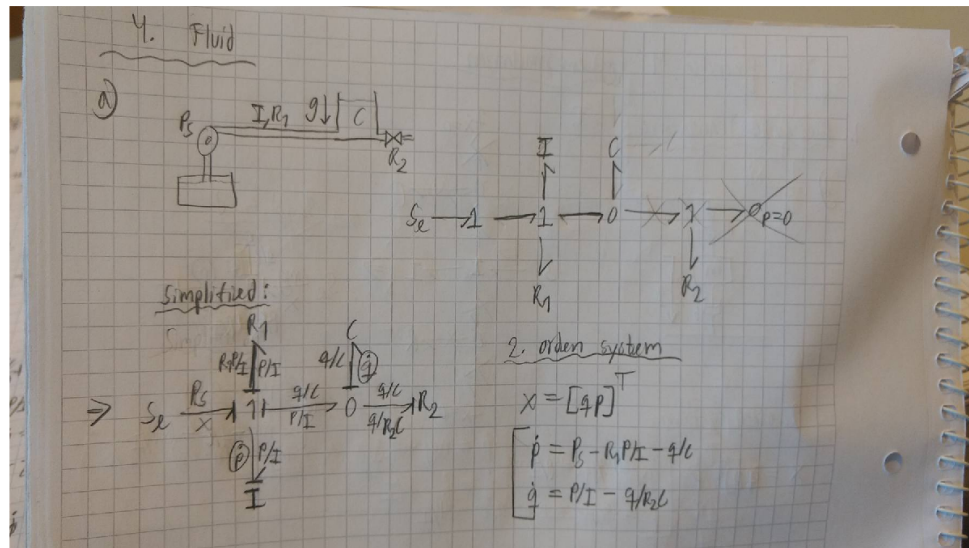 4. Fluid
a)
Ps
I, R1 g↓ C
R2
I C
Se 1 1 0 1 0 p=0
R1 R2
Simplified:
R1
R1P/I P/I
C
q/C q̇
⇒ Se Ps 1 q/C 0 q/C R2
x P/I q/R2C
ṗ P/I
I
2. orden system
x = [q p]^T
ṗ = Ps - R1P/I - q/C
q̇ = P/I - q/R2C